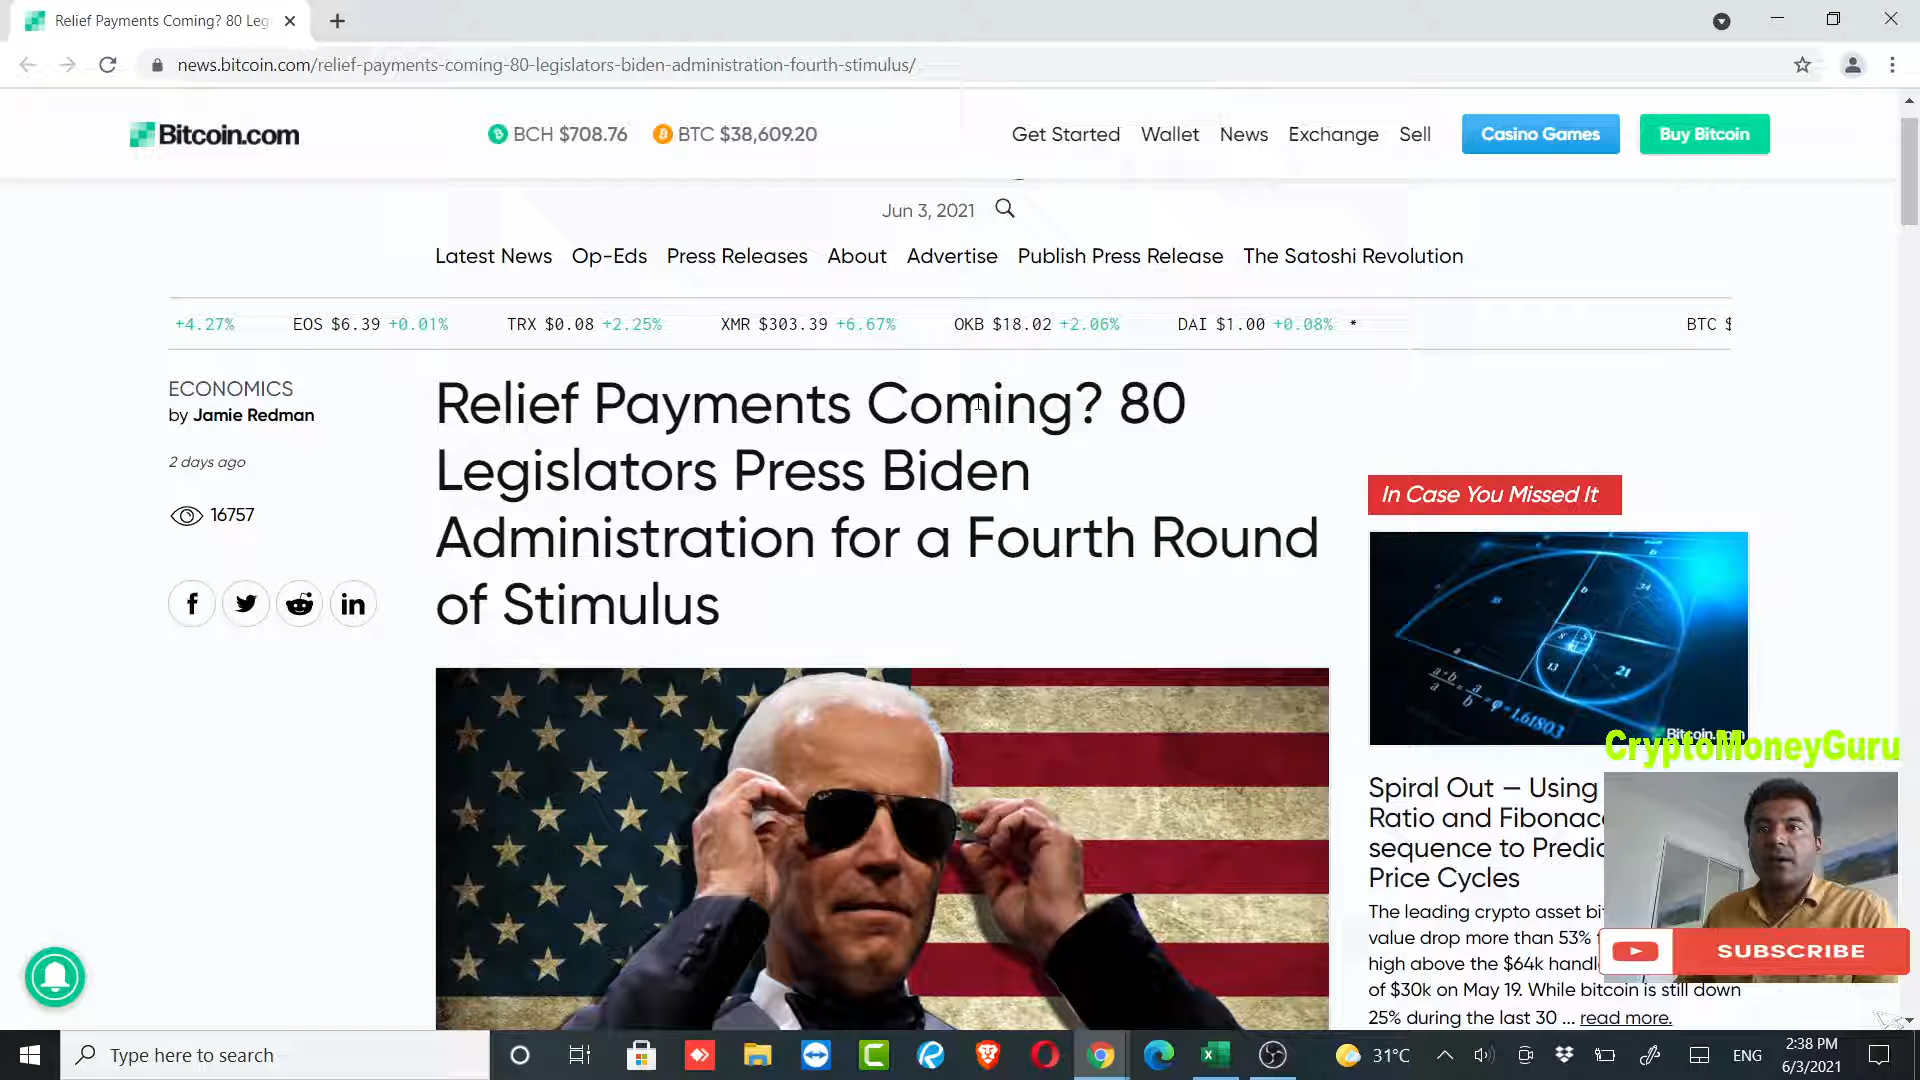 Relief Payments Coming? 80 Leg
news.bitcoin.com/relief-payments-coming-80-legislators-biden-administration-fourth-stimulus/
Bitcoin.com
BCH $708.76 BTC $38,609.20
Get Started Wallet News Exchange Sell Casino Games Buy Bitcoin
Jun 3, 2021
Latest News Op-Eds Press Releases About Advertise Publish Press Release The Satoshi Revolution
+4.27% EOS $6.39 +0.01% TRX $0.08 +2.25% XMR $303.39 +6.67% OKB $18.02 +2.06% DAI $1.00 +0.08% * BTC $
ECONOMICS
by Jamie Redman
2 days ago
16757
Relief Payments Coming? 80
Legislators Press Biden
Administration for a Fourth Round
of Stimulus
In Case You Missed It
34
21
13
φ=1,61803
Bitcoin.com
CryptoMoneyGuru
Spiral Out — Using
Ratio and Fibonacc
sequence to Predic
Price Cycles
The leading crypto asset bi
value drop more than 53%
high above the $64k handl
of $30k on May 19. While bitcoin is still down
25% during the last 30 ... read more.
SUBSCRIBE
Type here to search
31°C
ENG
2:38 PM
6/3/2021